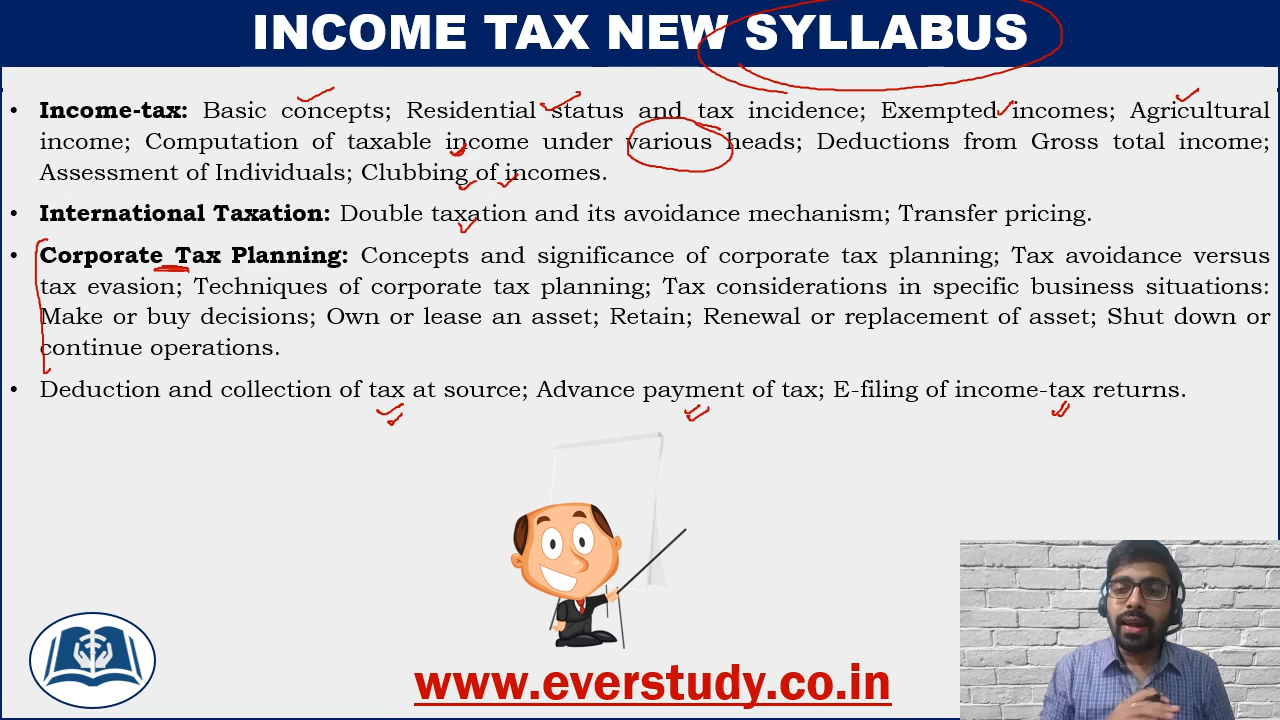 INCOME TAX NEW SYLLABUS
• Income-tax: Basic concepts; Residential status and tax incidence; Exempted incomes; Agricultural
income; Computation of taxable income under various heads; Deductions from Gross total income;
Assessment of Individuals; Clubbing of incomes.
• International Taxation: Double taxation and its avoidance mechanism; Transfer pricing.
• Corporate Tax Planning: Concepts and significance of corporate tax planning; Tax avoidance versus
tax evasion; Techniques of corporate tax planning; Tax considerations in specific business situations:
Make or buy decisions; Own or lease an asset; Retain; Renewal or replacement of asset; Shut down or
continue operations.
• Deduction and collection of tax at source; Advance payment of tax; E-filing of income-tax returns.
www.everstudy.co.in